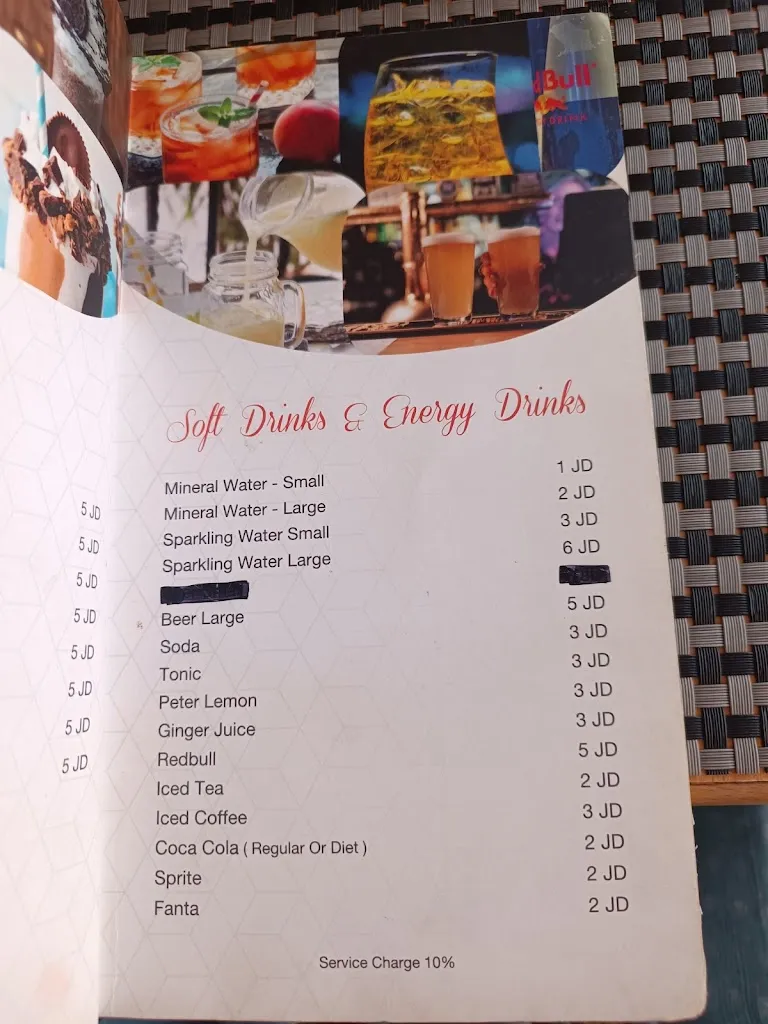 dBull
Soft Drinks & Energy Drinks
Mineral Water - Small 1 JD
Mineral Water - Large 2 JD
Sparkling Water Small 3 JD
Sparkling Water Large 6 JD
Beer Large 5 JD
Soda 3 JD
Tonic 3 JD
Peter Lemon 3 JD
Ginger Juice 3 JD
Redbull 5 JD
Iced Tea 2 JD
Iced Coffee 3 JD
Coca Cola ( Regular Or Diet ) 2 JD
Sprite 2 JD
Fanta 2 JD
Service Charge 10%
5 JD
5 JD
5 JD
5 JD
5 JD
5 JD
5 JD
5 JD